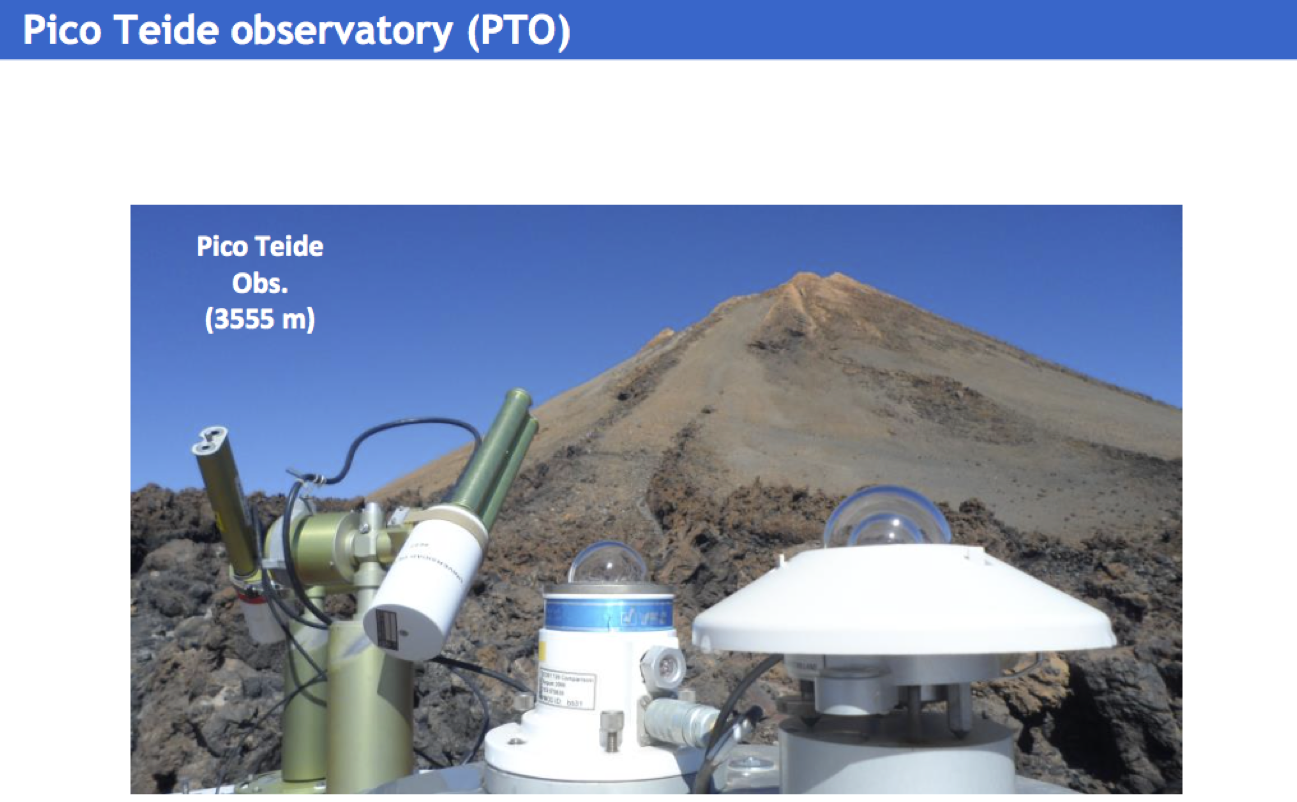 Pico Teide observatory (PTO)
Pico Teide
Obs.
(3555 m)